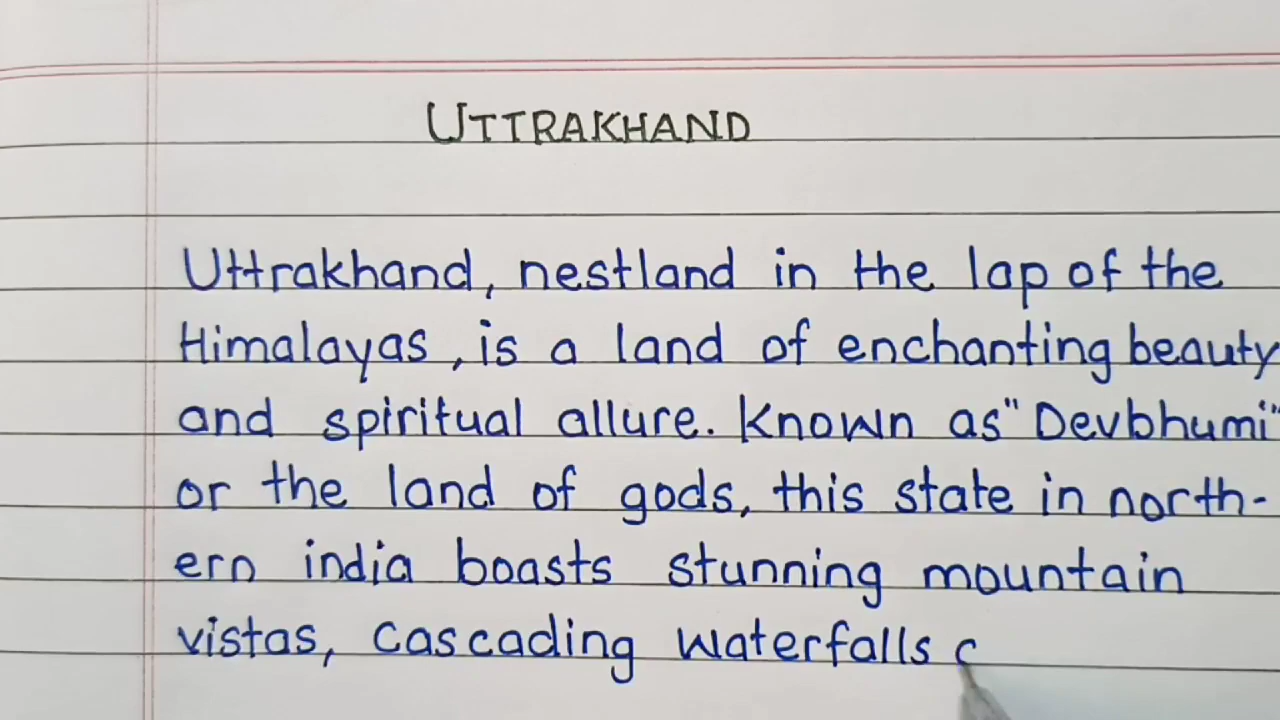 UTTRAKHAND
Uttrakhand, nestland in the lap of the
Himalayas, is a land of enchanting beauty
and spiritual allure. Known as "Devbhumi"
or the land of gods, this state in north-
ern india boasts stunning mountain
vistas, cascading waterfalls